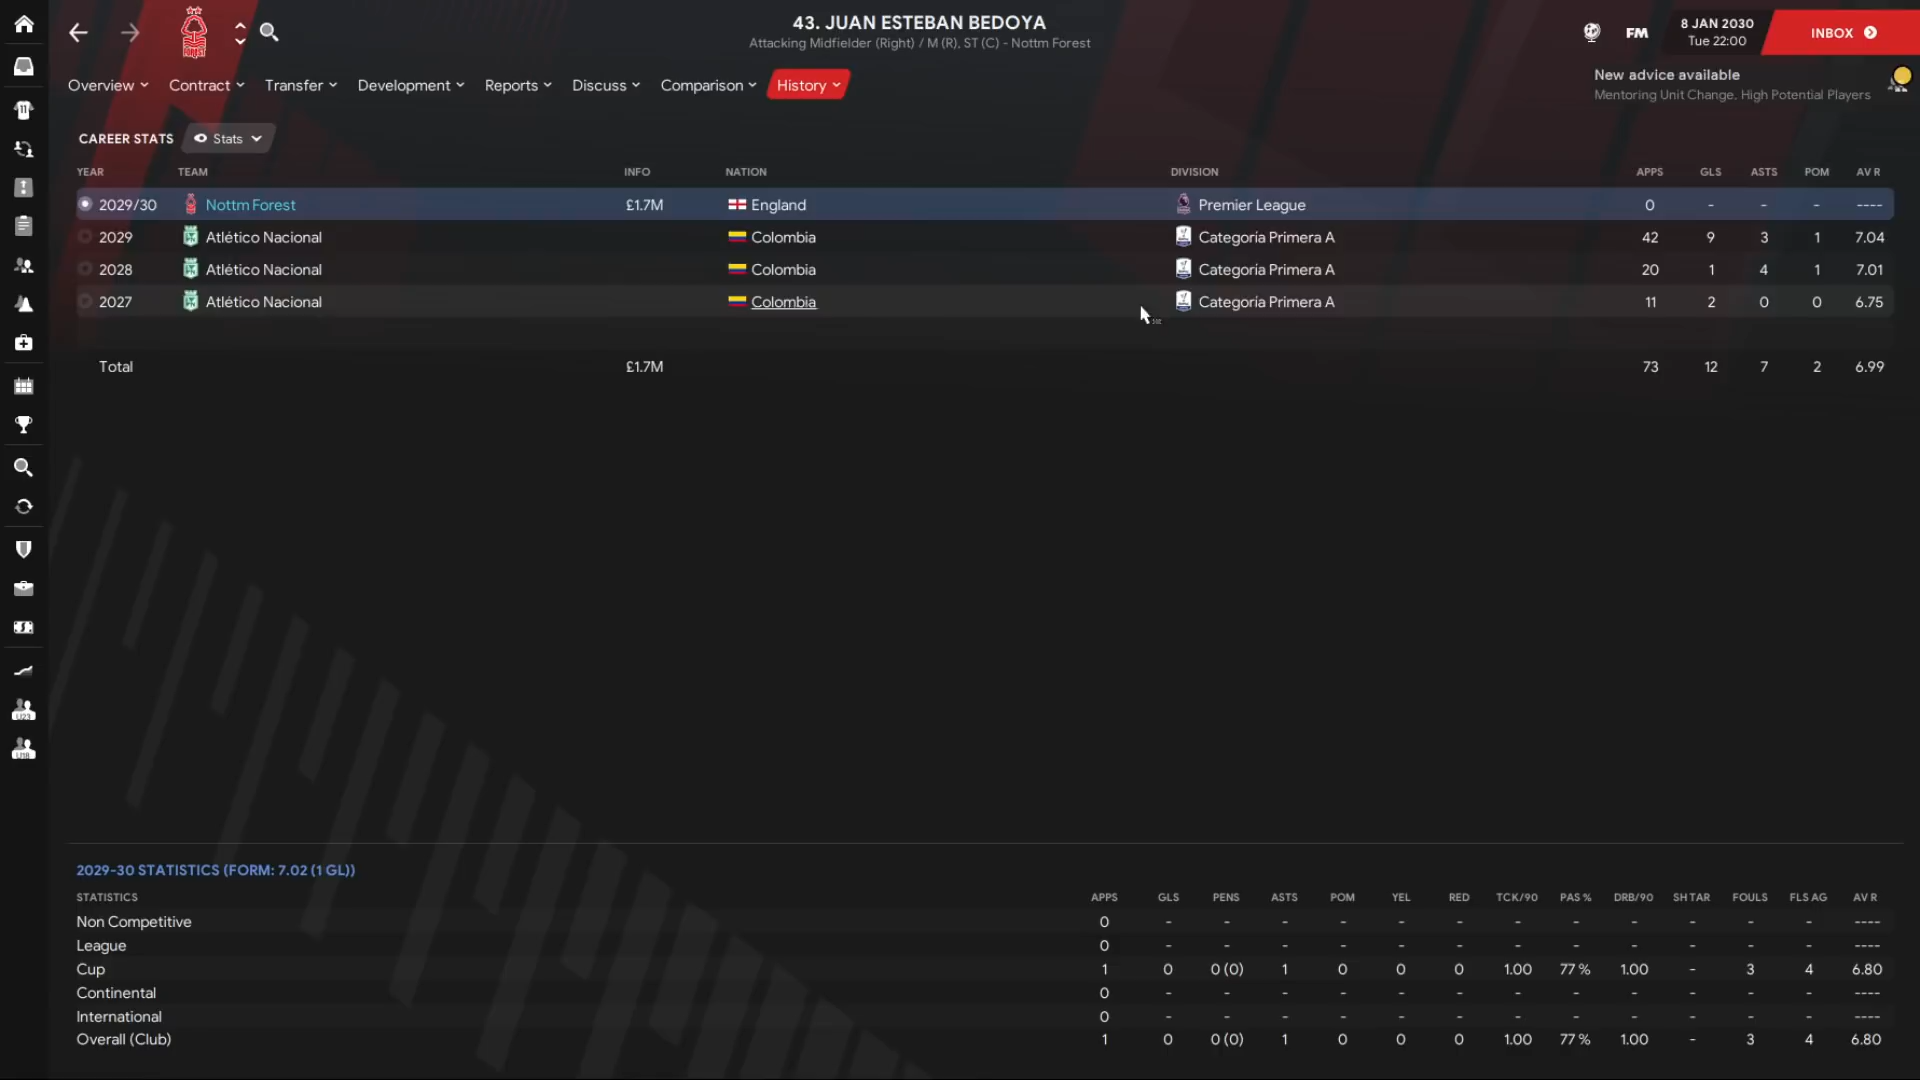 43. JUAN ESTEBAN BEDOYA
Attacking Midfielder (Right) / M (R), ST (C) - Nottm Forest
FM
8 JAN 2030
Tue 22:00
INBOX
Overview Contract Transfer Development Reports Discuss Comparison History
New advice available
Mentoring Unit Change, High Potential Players
CAREER STATS Stats
YEAR TEAM INFO NATION DIVISION APPS GLS ASTS POM AV R
2029/30 Nottm Forest £1.7M England Premier League 0 - - - ----
2029 Atlético Nacional Colombia Categoría Primera A 42 9 3 1 7.04
2028 Atlético Nacional Colombia Categoría Primera A 20 1 4 1 7.01
2027 Atlético Nacional Colombia Categoría Primera A 11 2 0 0 6.75
Total £1.7M 73 12 7 2 6.99
2029-30 STATISTICS (FORM: 7.02 (1 GL))
STATISTICS APPS GLS PENS ASTS POM YEL RED TCK/90 PAS % DRB/90 SH TAR FOULS FLS AG AV R
Non Competitive 0 - - - - - - - - - - - - ----
League 0 - - - - - - - - - - - - ----
Cup 1 0 0 (0) 1 0 0 0 1.00 77 % 1.00 - 3 4 6.80
Continental 0 - - - - - - - - - - - - ----
International 0 - - - - - - - - - - - - ----
Overall (Club) 1 0 0 (0) 1 0 0 0 1.00 77 % 1.00 - 3 4 6.80
FOREST
11
U23
U18